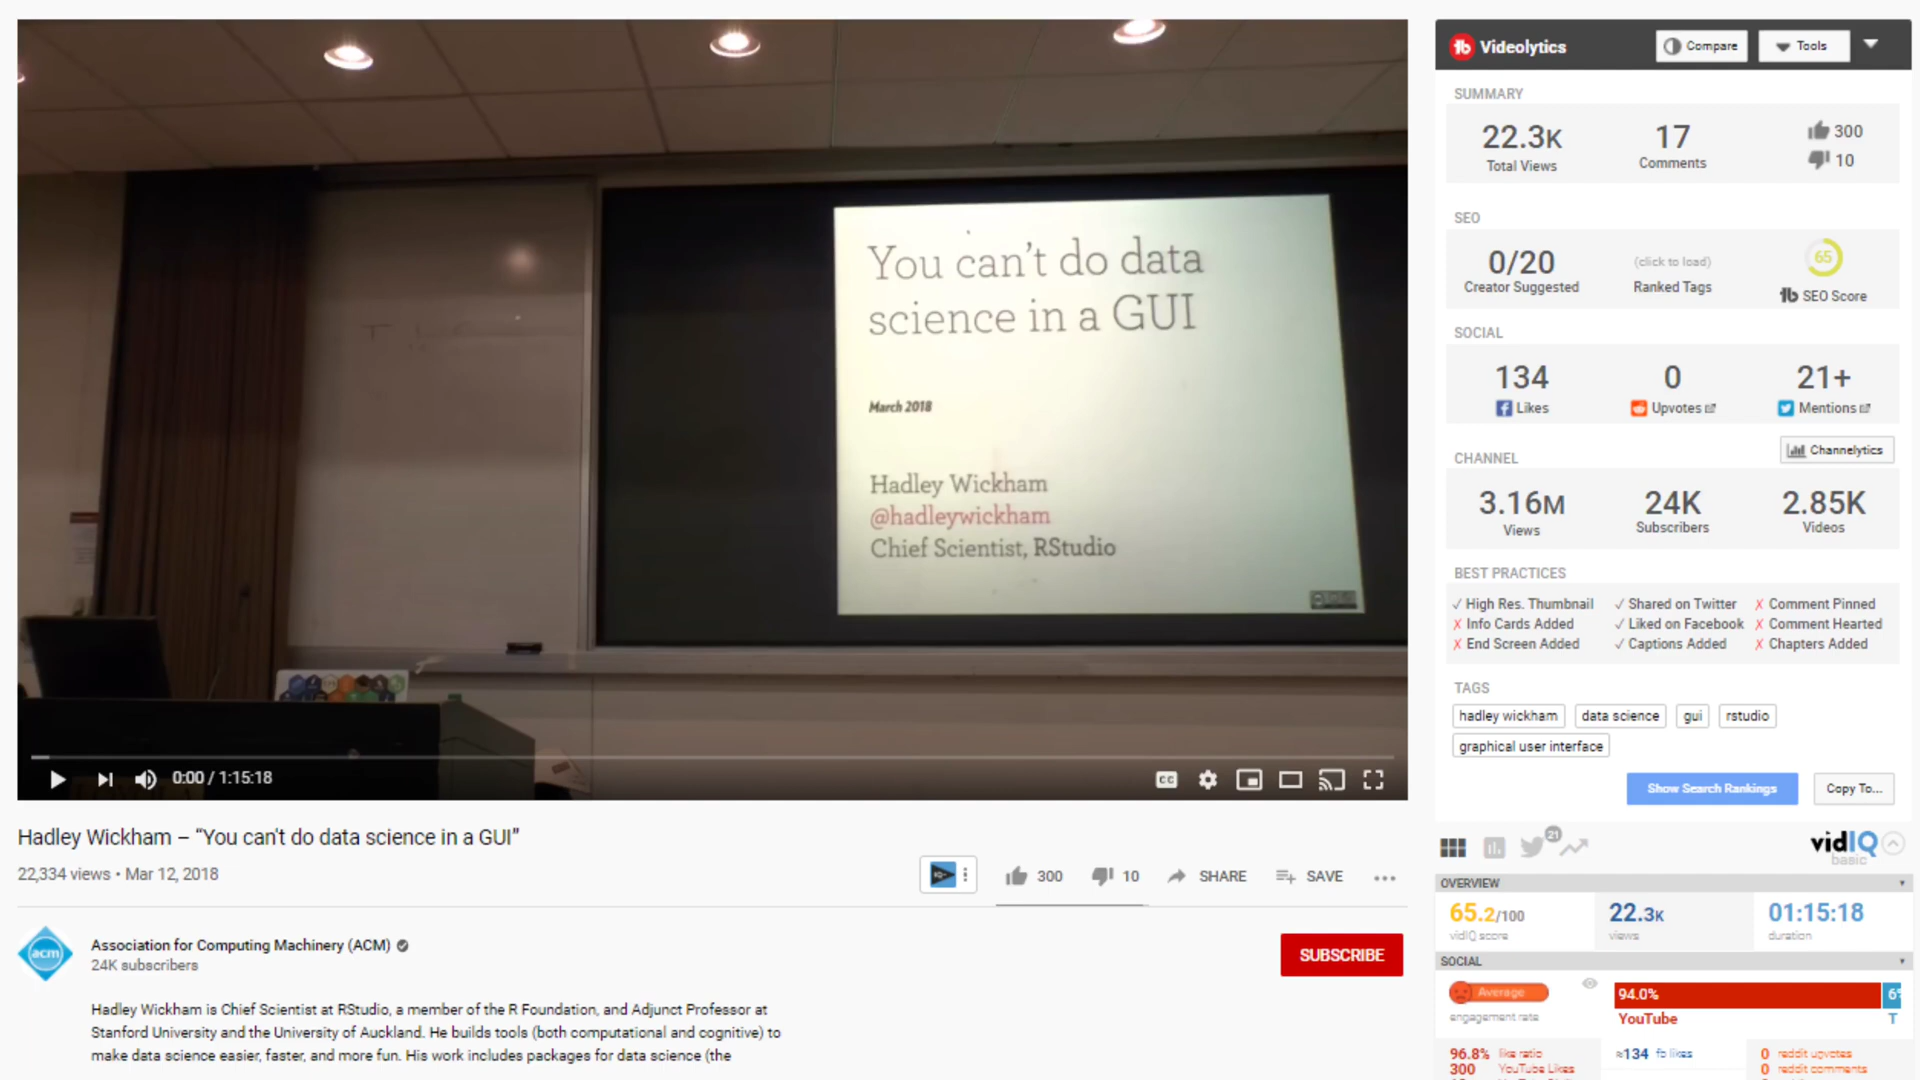 You can't do data
science in a GUI
March 2018
Hadley Wickham
@hadleywickham
Chief Scientist, RStudio
CC
0:00 / 1:15:18
Hadley Wickham – “You can't do data science in a GUI”
22,334 views • Mar 12, 2018
300
10
SHARE
SAVE
acm
Association for Computing Machinery (ACM)
24K subscribers
SUBSCRIBE
Hadley Wickham is Chief Scientist at RStudio, a member of the R Foundation, and Adjunct Professor at
Stanford University and the University of Auckland. He builds tools (both computational and cognitive) to
make data science easier, faster, and more fun. His work includes packages for data science (the
Videolytics
Compare
Tools
SUMMARY
22.3K
Total Views
17
Comments
300
10
SEO
0/20
Creator Suggested
(click to load)
Ranked Tags
65
SEO Score
SOCIAL
134
Likes
0
Upvotes
21+
Mentions
CHANNEL
Channelytics
3.16M
Views
24K
Subscribers
2.85K
Videos
BEST PRACTICES
✓ High Res. Thumbnail ✓ Shared on Twitter ✗ Comment Pinned
✗ Info Cards Added ✓ Liked on Facebook ✗ Comment Hearted
✗ End Screen Added ✓ Captions Added ✗ Chapters Added
TAGS
hadley wickham
data science
gui
rstudio
graphical user interface
Show Search Rankings
Copy To...
21
vidIQ
basic
OVERVIEW
65.2/100
vidIQ score
22.3K
views
01:15:18
duration
SOCIAL
Average
engagement rate
94.0%
YouTube
6%
T
96.8% like ratio
300 YouTube Likes
≈134 fb likes
0 reddit upvotes
0 reddit comments